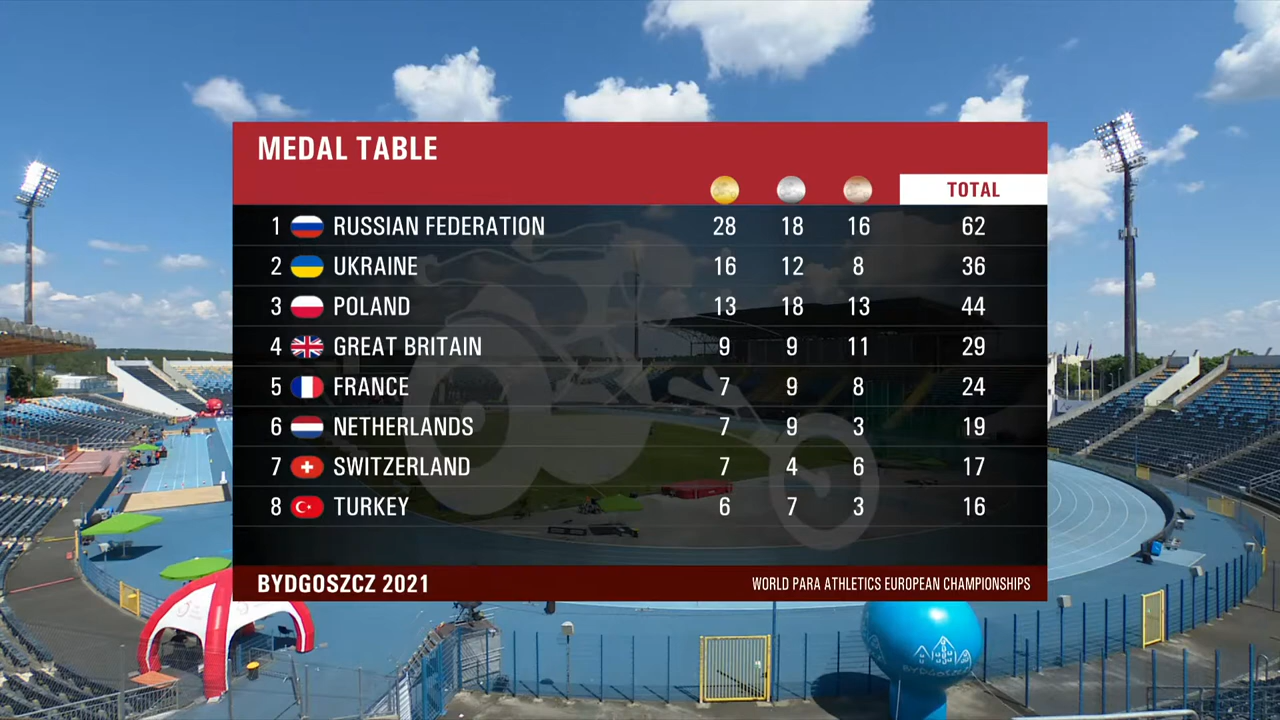 MEDAL TABLE
TOTAL
1 RUSSIAN FEDERATION 28 18 16 62
2 UKRAINE 16 12 8 36
3 POLAND 13 18 13 44
4 GREAT BRITAIN 9 9 11 29
5 FRANCE 7 9 8 24
6 NETHERLANDS 7 9 3 19
7 SWITZERLAND 7 4 6 17
8 TURKEY 6 7 3 16
BYDGOSZCZ 2021 WORLD PARA ATHLETICS EUROPEAN CHAMPIONSHIPS
BYDGOSZCZ